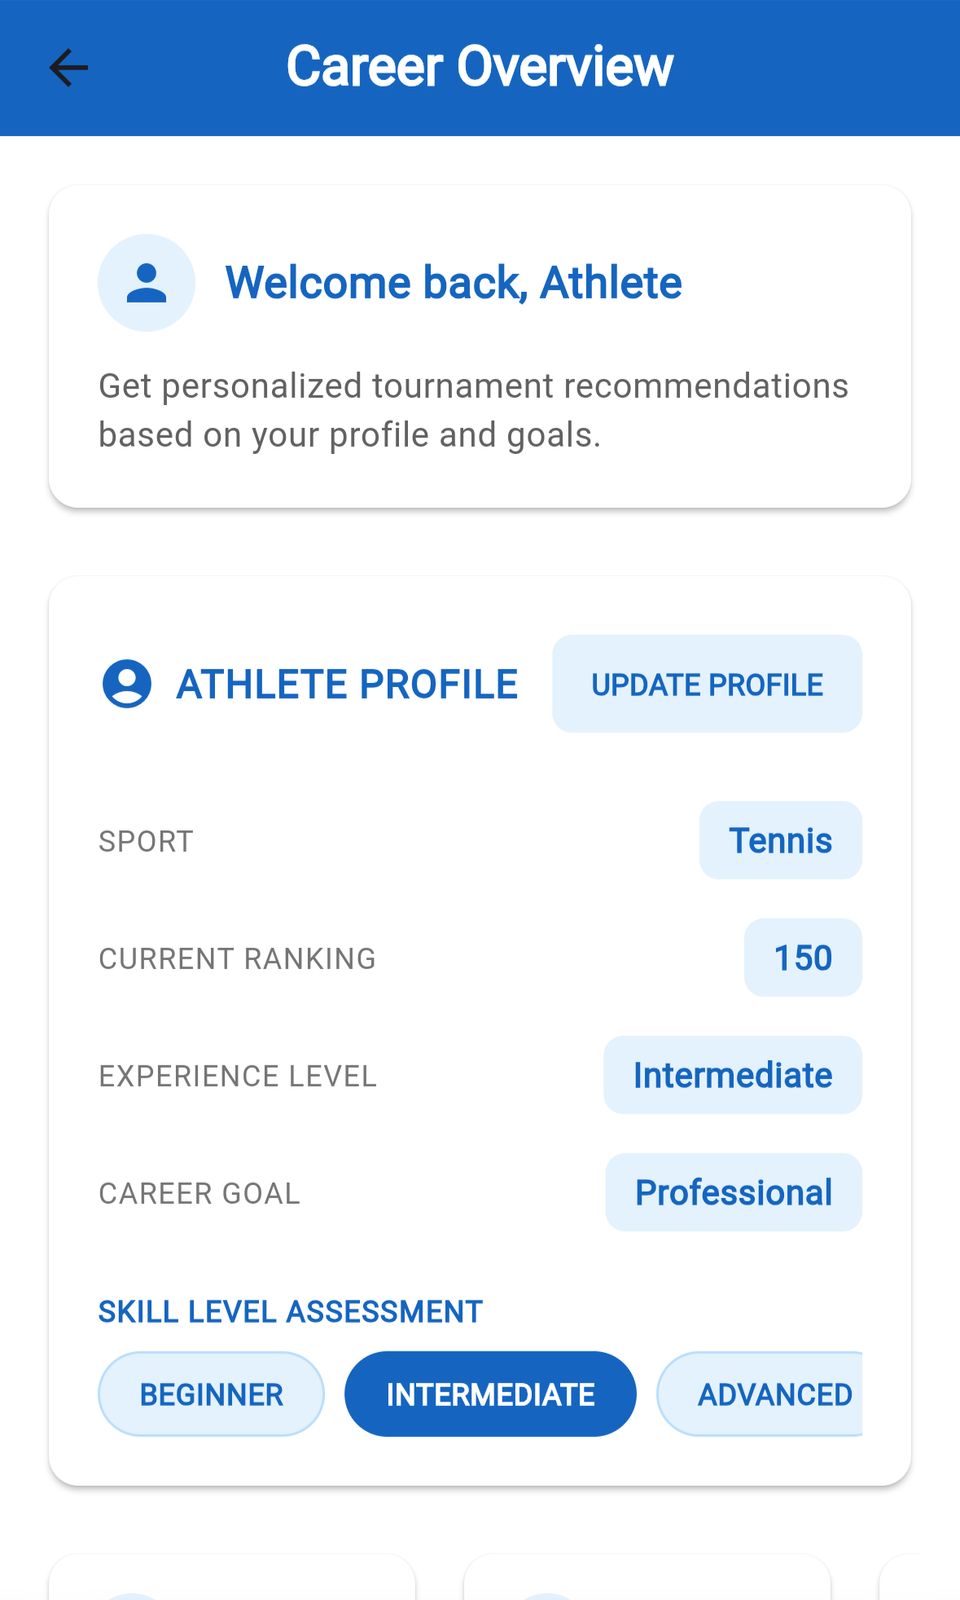 Career Overview
Welcome back, Athlete
Get personalized tournament recommendations
based on your profile and goals.
ATHLETE PROFILE
UPDATE PROFILE
SPORT
Tennis
CURRENT RANKING
150
EXPERIENCE LEVEL
Intermediate
CAREER GOAL
Professional
SKILL LEVEL ASSESSMENT
BEGINNER
INTERMEDIATE
ADVANCED